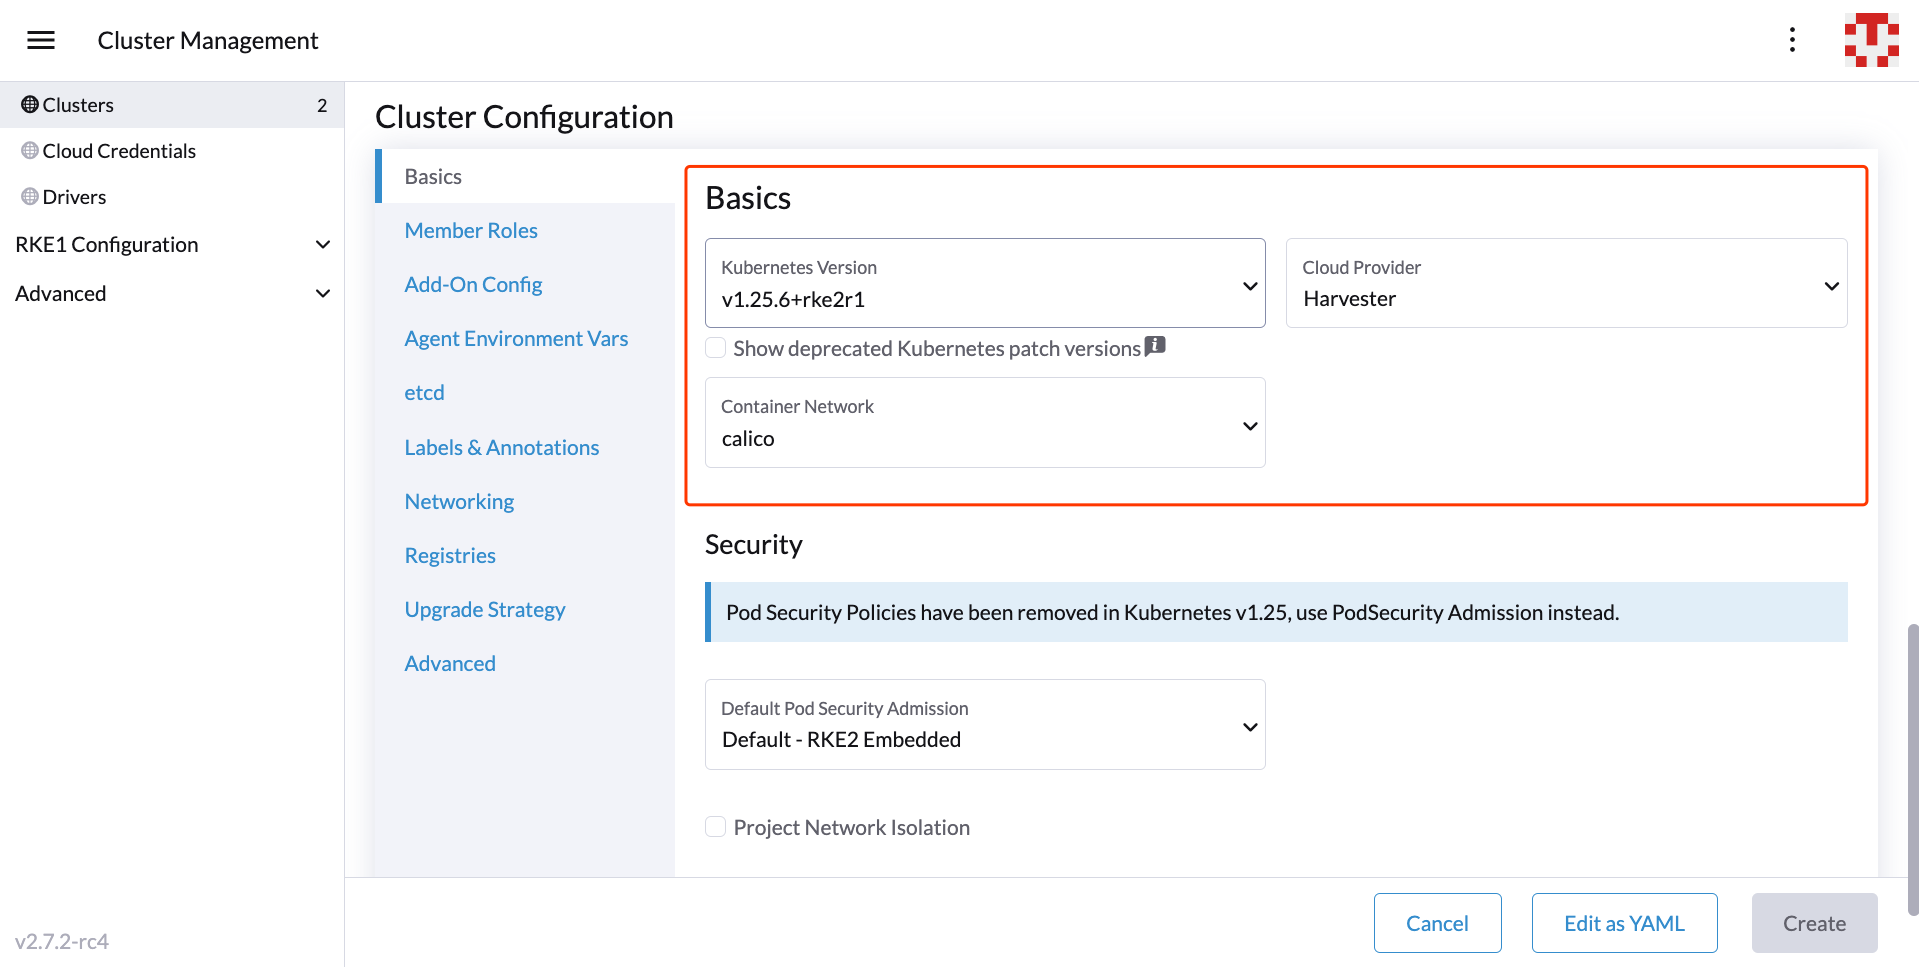 Cluster Management
Clusters 2
Cloud Credentials
Drivers
RKE1 Configuration
Advanced
v2.7.2-rc4
Cluster Configuration
Basics
Member Roles
Add-On Config
Agent Environment Vars
etcd
Labels & Annotations
Networking
Registries
Upgrade Strategy
Advanced
Basics
Kubernetes Version
v1.25.6+rke2r1
Cloud Provider
Harvester
Show deprecated Kubernetes patch versions
Container Network
calico
Security
Pod Security Policies have been removed in Kubernetes v1.25, use PodSecurity Admission instead.
Default Pod Security Admission
Default - RKE2 Embedded
Project Network Isolation
Cancel
Edit as YAML
Create